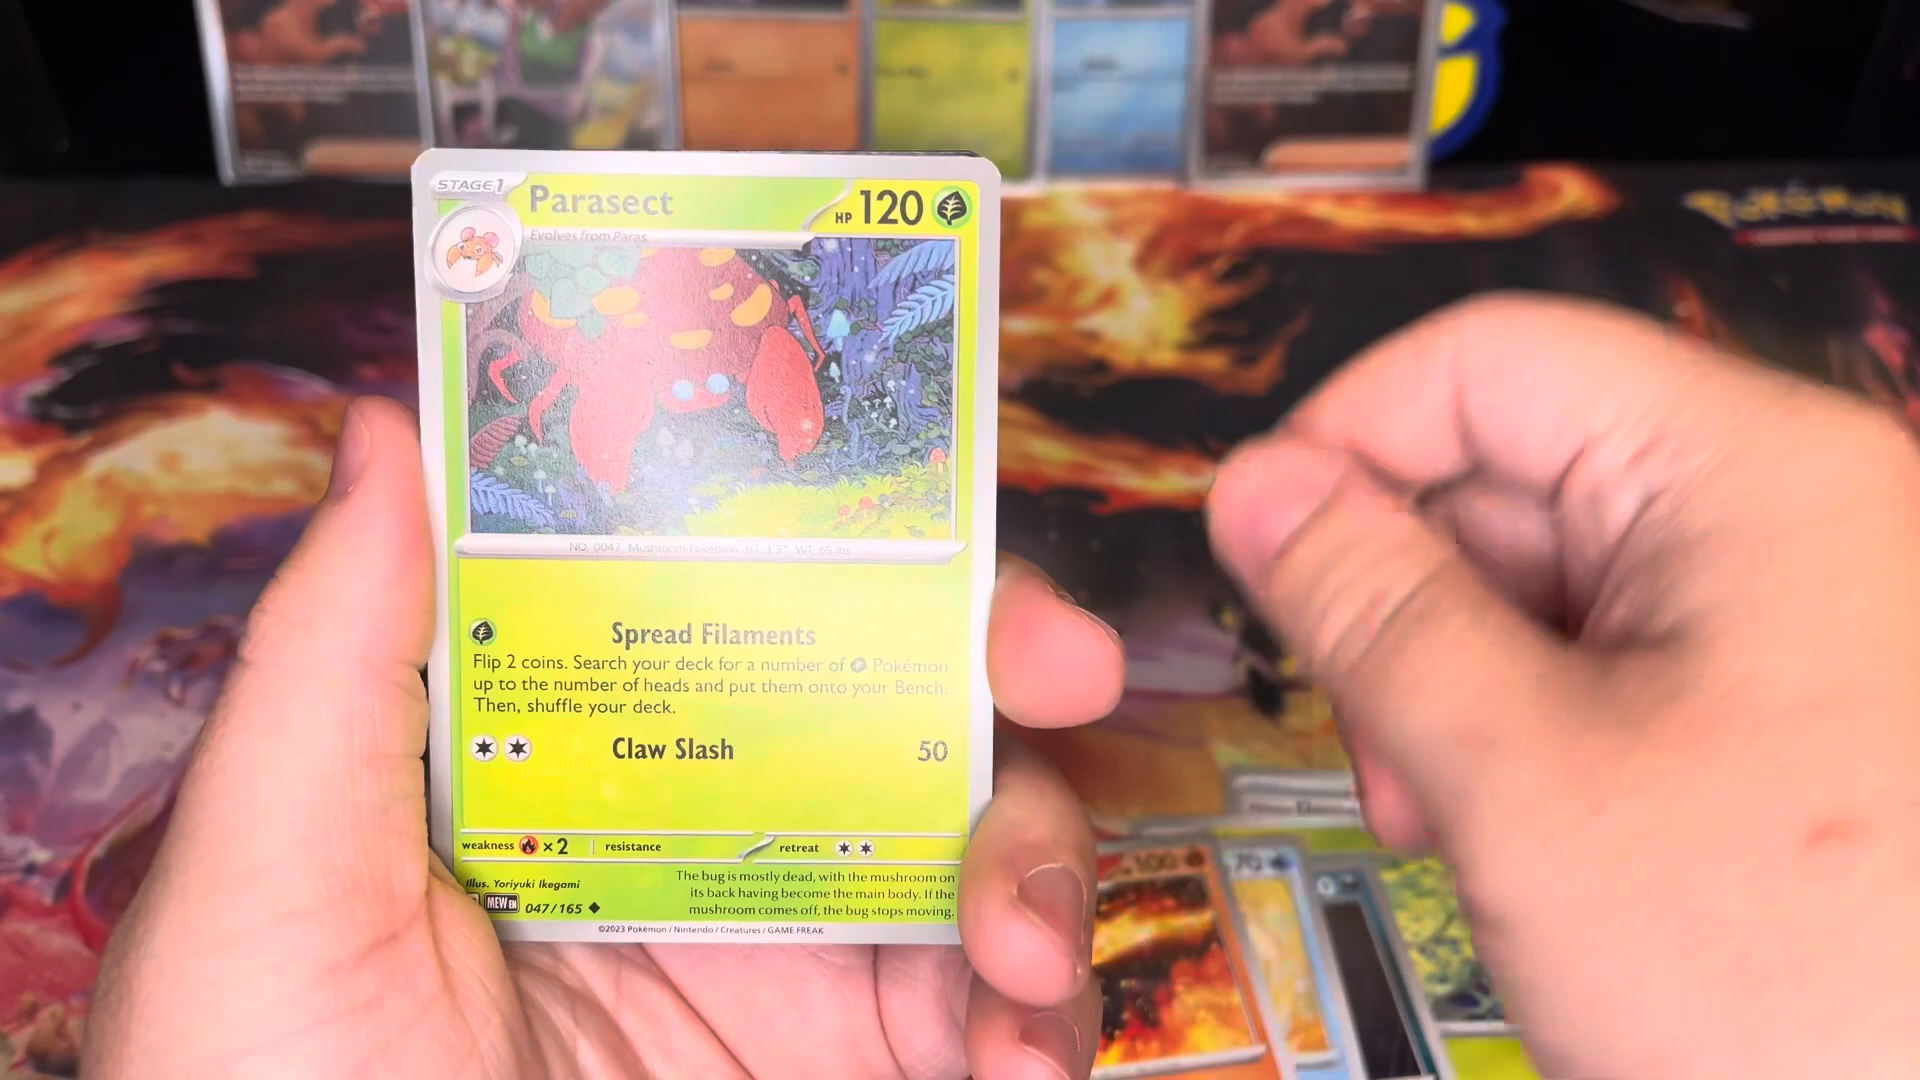 POKÉMON
STAGE 1
Parasect
HP 120
Evolves from Paras
NO. 0047 Mushroom Pokémon HT: 3'3" WT: 65 lbs
Spread Filaments
Flip 2 coins. Search your deck for a number of Pokémon
up to the number of heads and put them onto your Bench.
Then, shuffle your deck.
Claw Slash 50
weakness ×2 resistance retreat
Illus. Yoriyuki Ikegami
MEW EN 047/165
The bug is mostly dead, with the mushroom on
its back having become the main body. If the
mushroom comes off, the bug stops moving.
©2023 Pokémon / Nintendo / Creatures / GAME FREAK
100
70